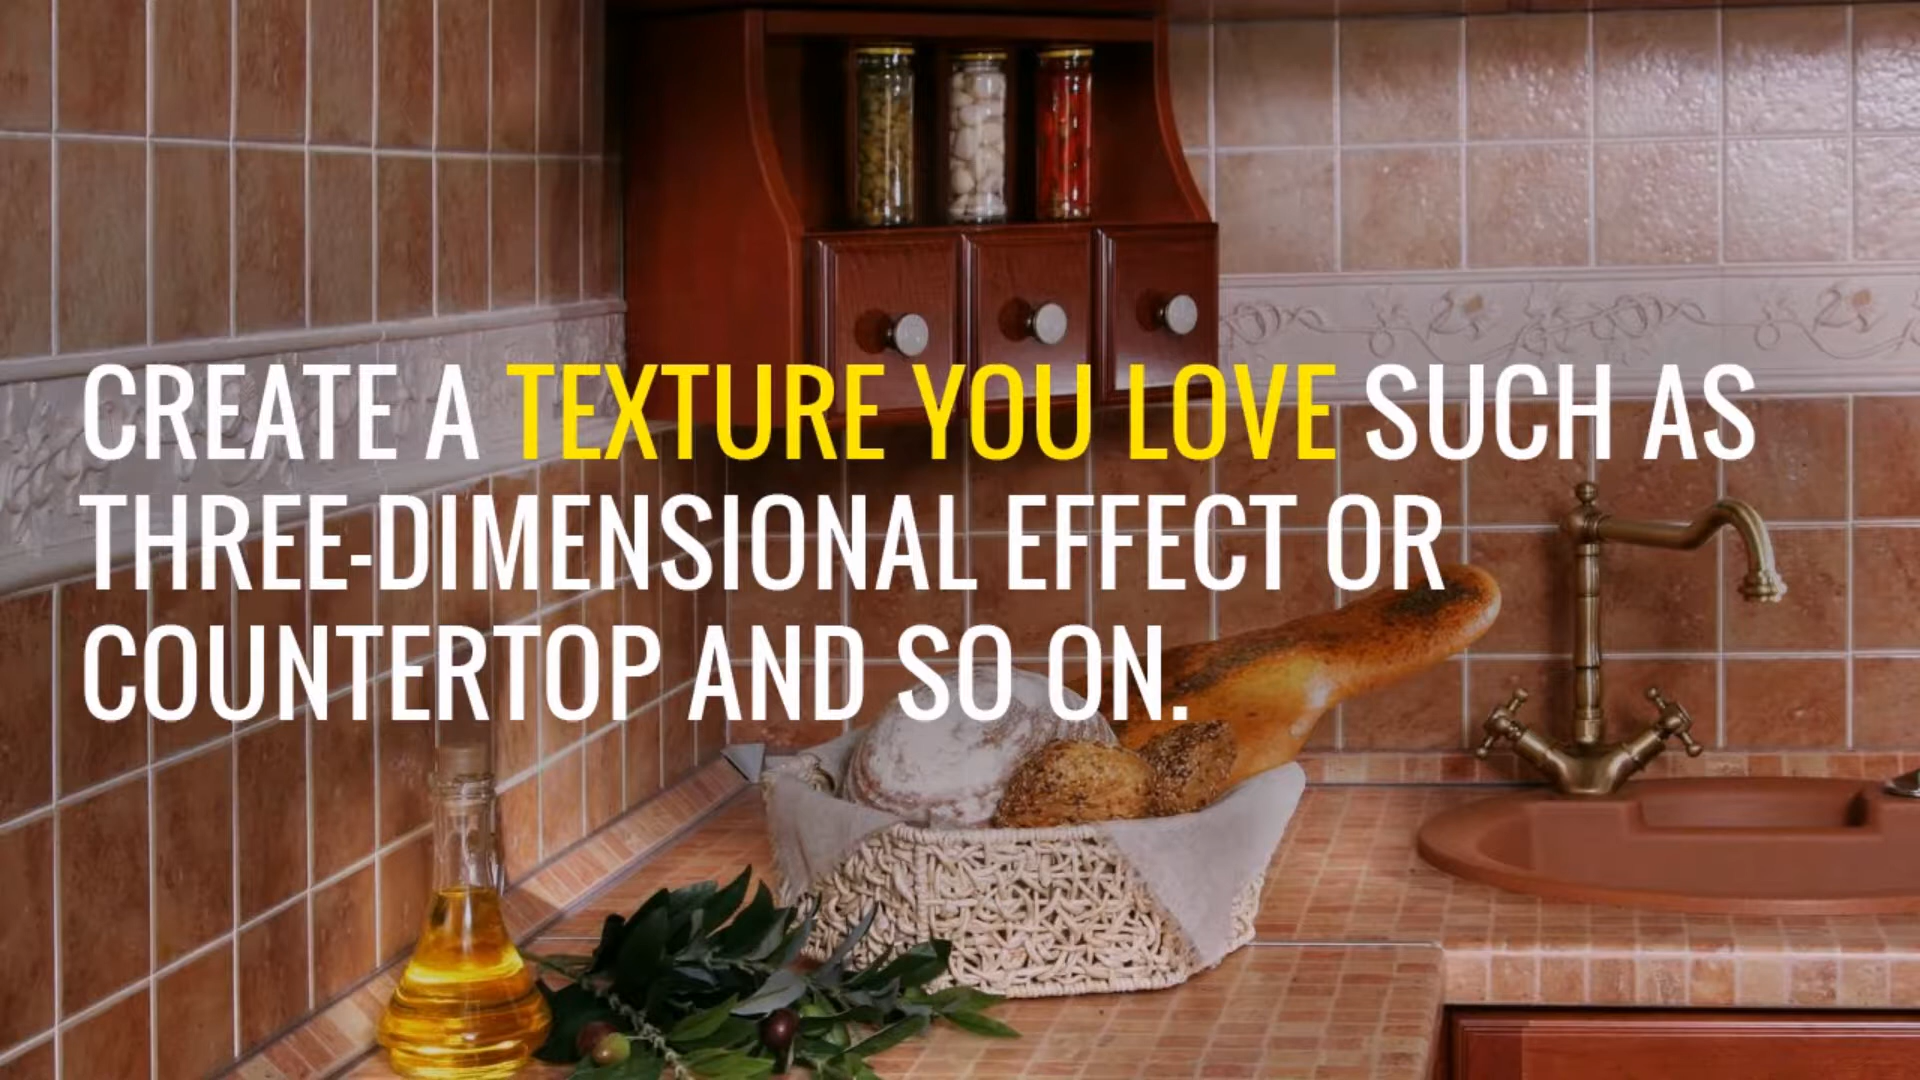 CREATE A TEXTURE YOU LOVE SUCH AS
THREE-DIMENSIONAL EFFECT OR
COUNTERTOP AND SO ON.